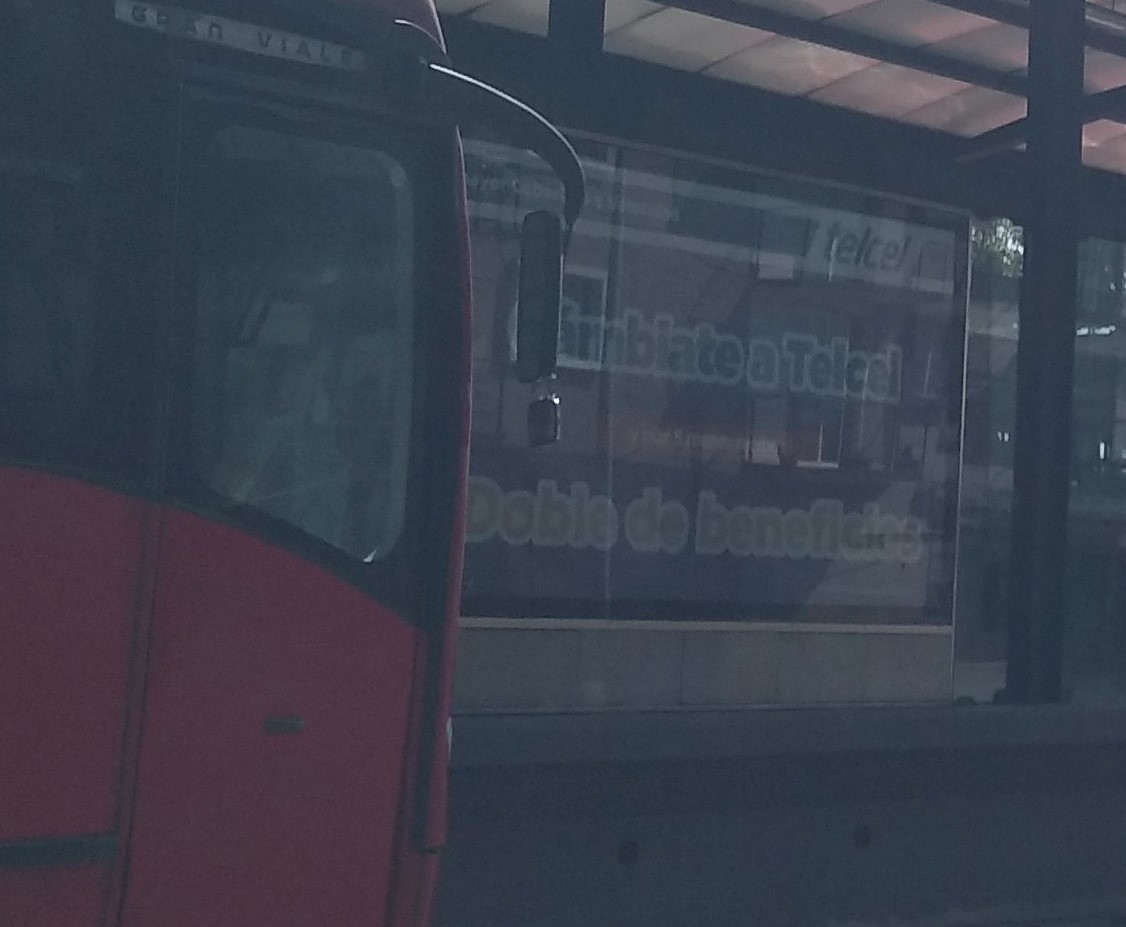 GRAN VIALE
telcel
Cámbiate a Telcel
Doble de beneficios